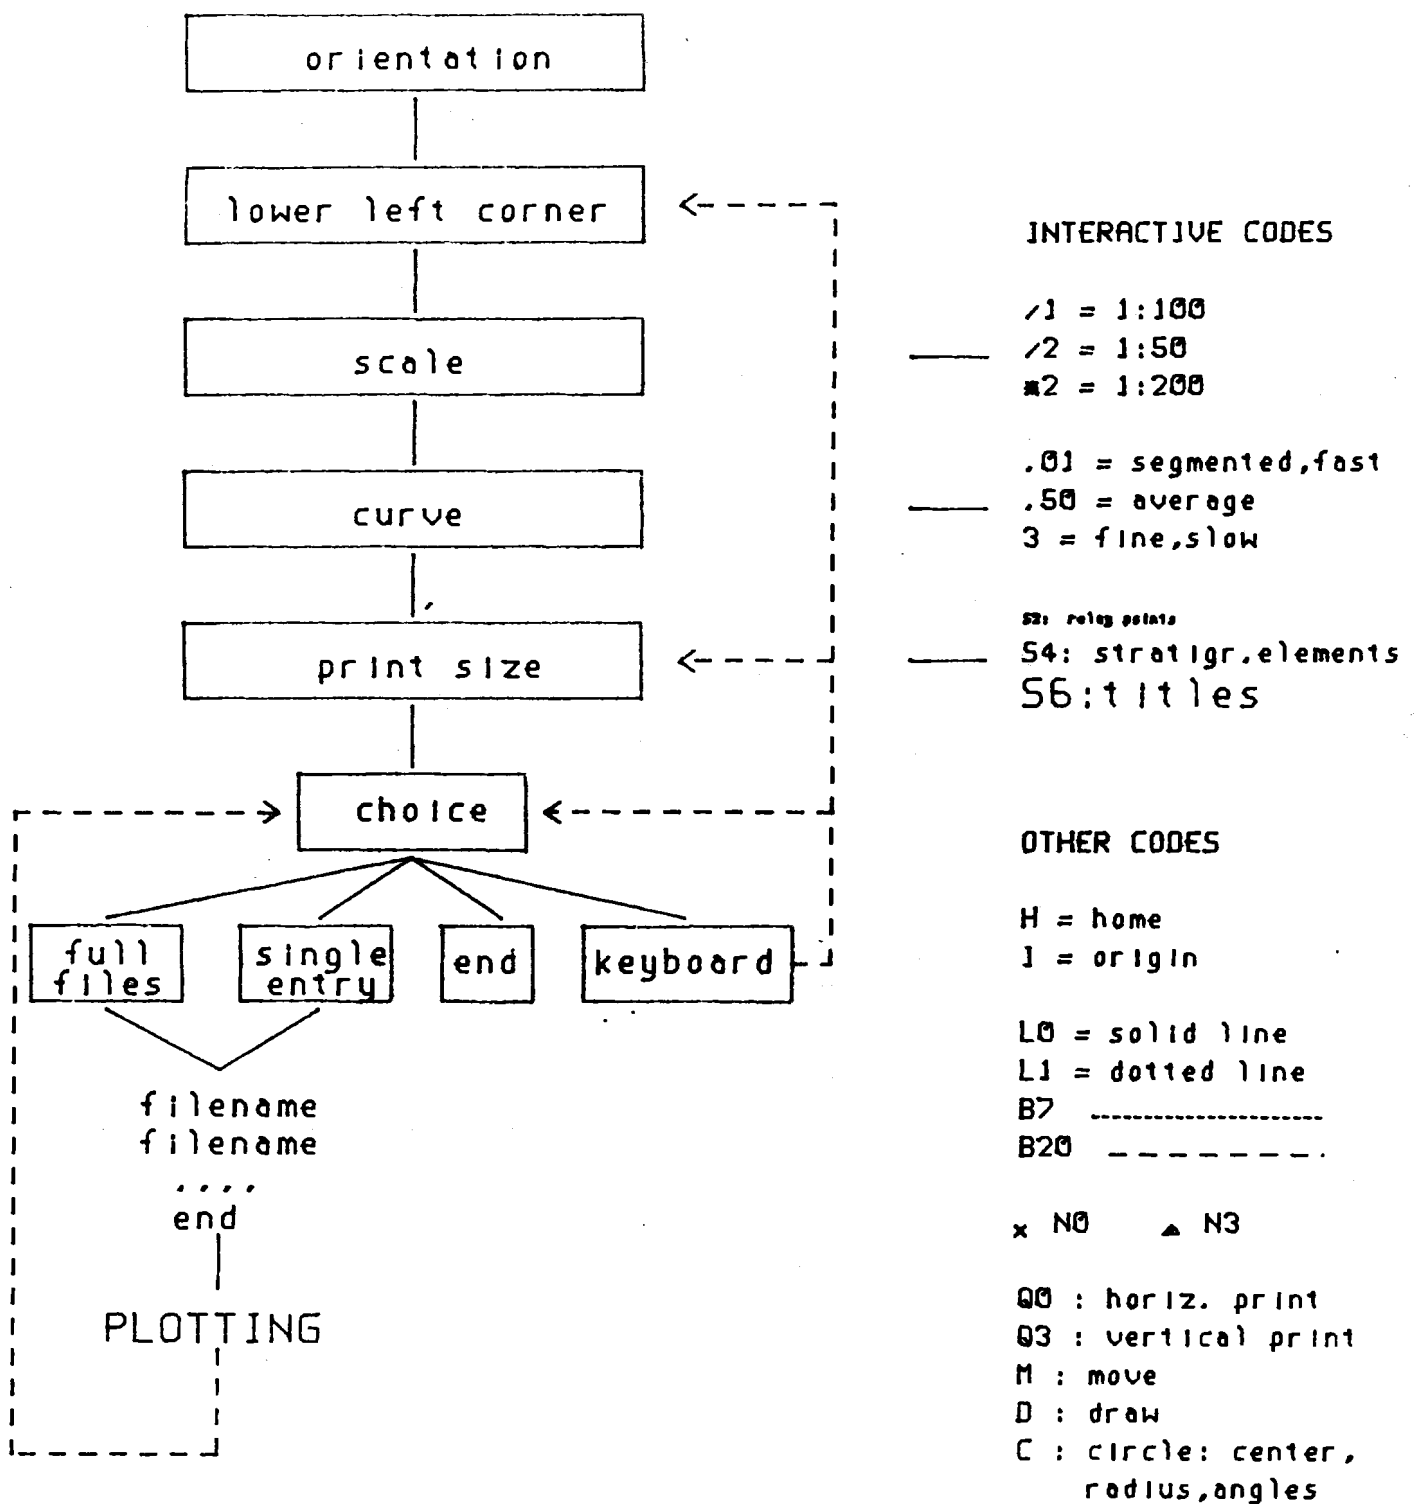 orientation
lower left corner
scale
curve
print size
choice
full
files
single
entry
end
keyboard
filename
filename
....
end
PLOTTING
INTERACTIVE CODES
/1 = 1:100
/2 = 1:50
*2 = 1:200
.01 = segmented,fast
.50 = average
3 = fine,slow
S2: relay points
S4: stratigr.elements
S6:titles
OTHER CODES
H = home
I = origin
L0 = solid line
L1 = dotted line
B7
B20
x N0 ▲ N3
Q0 : horiz. print
Q3 : vertical print
M : move
D : draw
C : circle: center,
radius,angles